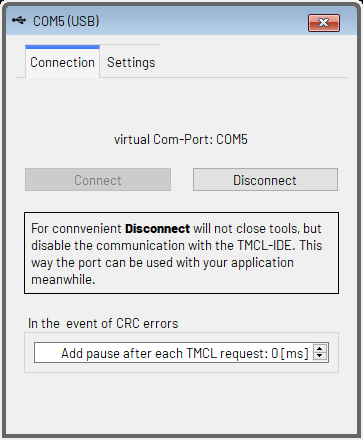 COM5 (USB)
Connection Settings
virtual Com-Port: COM5
Connect Disconnect
For connvenient Disconnect will not close tools, but
disable the communication with the TMCL-IDE. This
way the port can be used with your application
meanwhile.
In the event of CRC errors
Add pause after each TMCL request: 0 [ms]